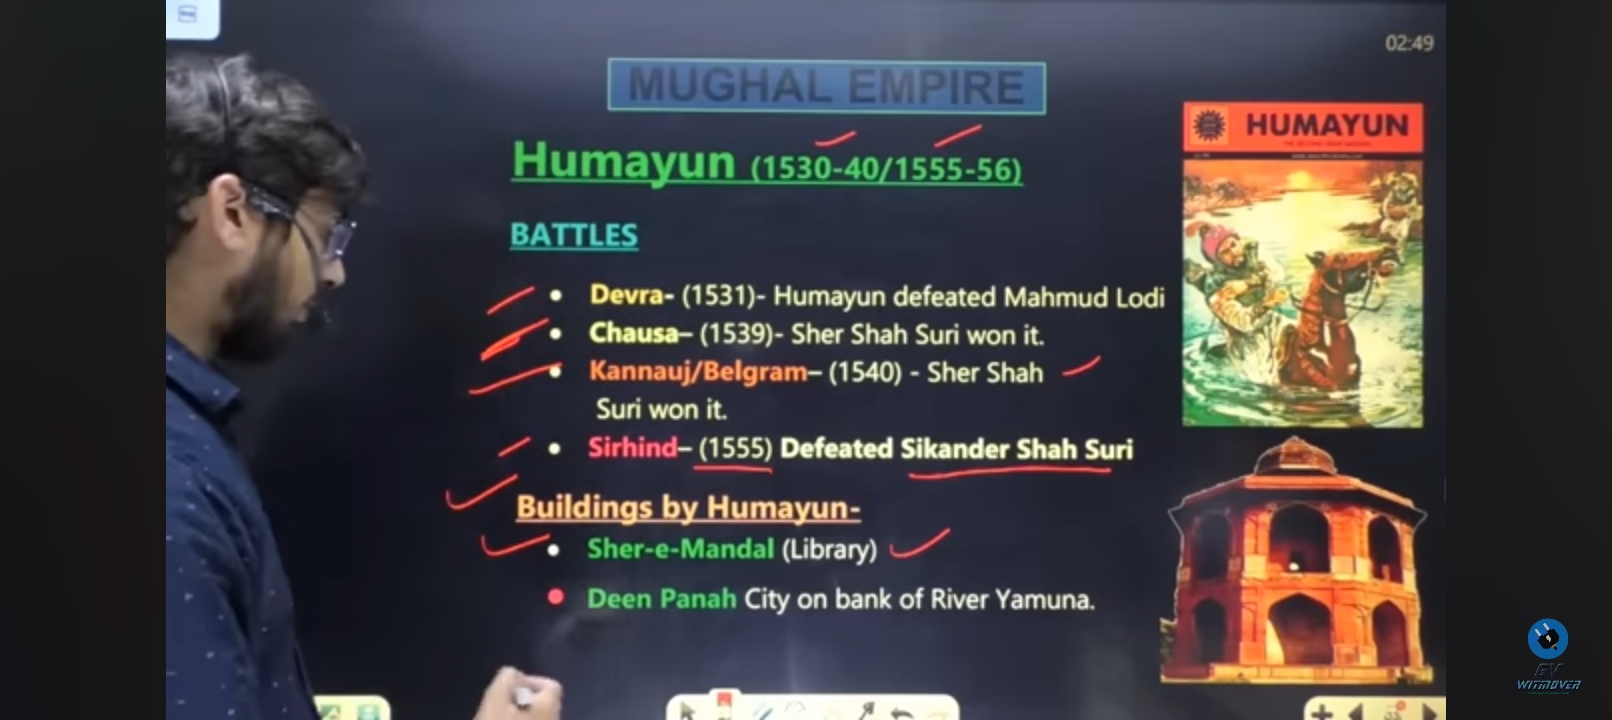 02:49
MUGHAL EMPIRE
HUMAYUN
Humayun (1530-40/1555-56)
BATTLES
• Devra- (1531)- Humayun defeated Mahmud Lodi
• Chausa– (1539)- Sher Shah Suri won it.
• Kannauj/Belgram– (1540) - Sher Shah
Suri won it.
• Sirhind– (1555) Defeated Sikander Shah Suri
Buildings by Humayun-
• Sher-e-Mandal (Library)
• Deen Panah City on bank of River Yamuna.
GY
WITMOVER